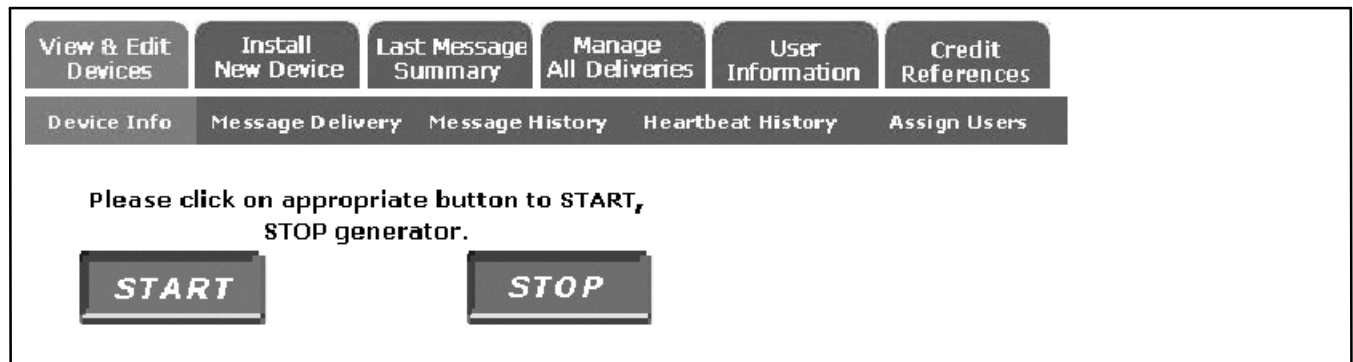 View & Edit Devices
Install New Device
Last Message Summary
Manage All Deliveries
User Information
Credit References
Device Info Message Delivery Message History Heartbeat History Assign Users
Please click on appropriate button to START,
STOP generator.
START STOP